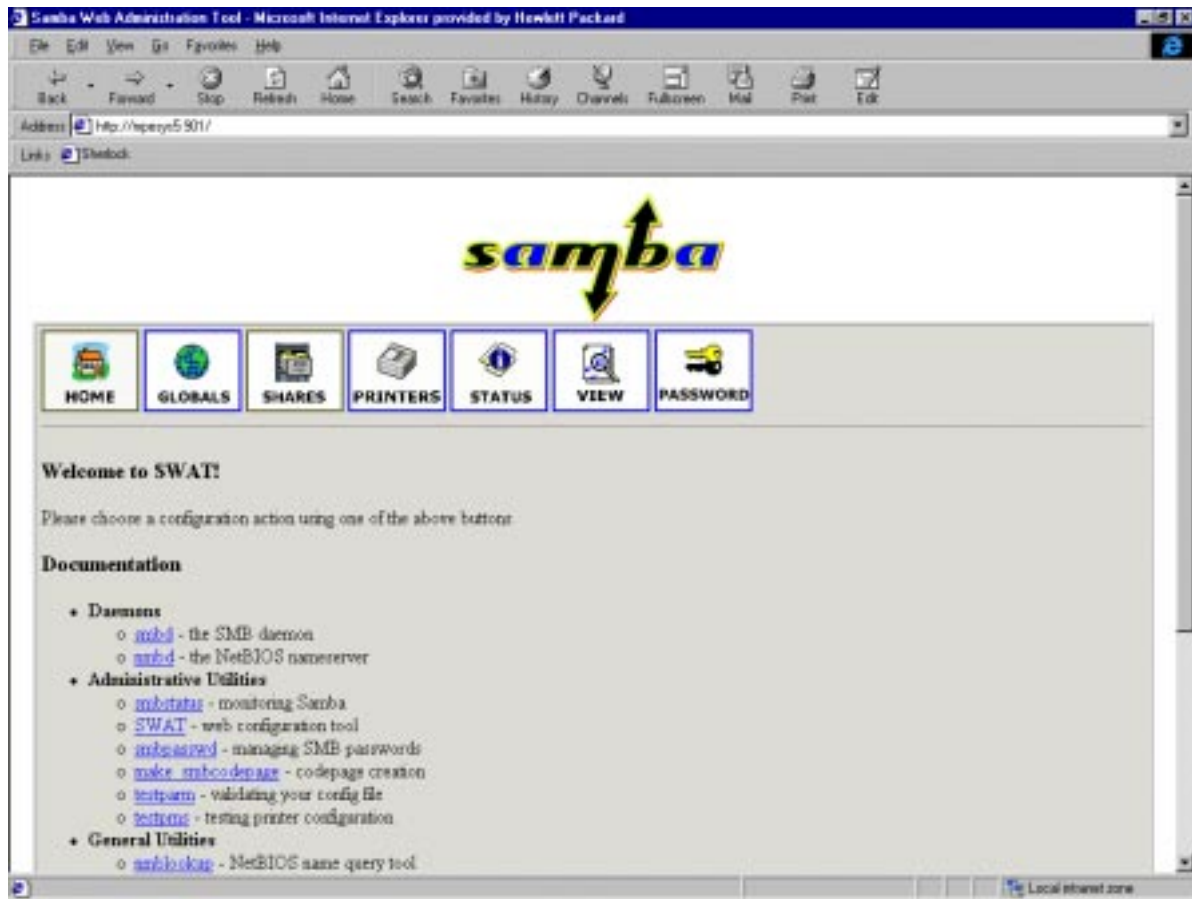 Samba Web Administration Tool - Microsoft Internet Explorer provided by Hewlett Packard
File Edit View Go Favorites Help
Back Forward Stop Refresh Home Search Favorites History Channels Fullscreen Mail Print Edit
Address http://mpesys5:901/
Links Sherlock
samba
HOME GLOBALS SHARES PRINTERS STATUS VIEW PASSWORD
Welcome to SWAT!
Please choose a configuration action using one of the above buttons
Documentation
• Daemons
o smbd - the SMB daemon
o nmbd - the NetBIOS nameserver
• Administrative Utilities
o smbstatus - monitoring Samba
o SWAT - web configuration tool
o smbpasswd - managing SMB passwords
o make_smbcodepage - codepage creation
o testparm - validating your config file
o testprns - testing printer configuration
• General Utilities
o nmblookup - NetBIOS name query tool
Local intranet zone